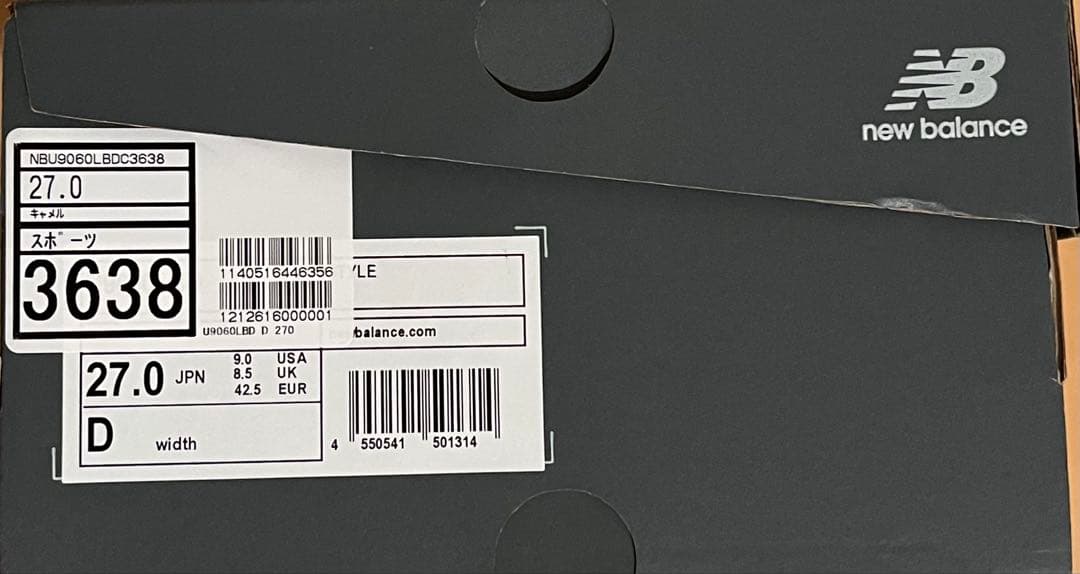 NB
new balance
NBU9060LBDC3638
27.0
キャメル
スポーツ
3638
1140516446356
1212616000001
U9060LBD D 270
YLE
balance.com
27.0 JPN
9.0 USA
8.5 UK
42.5 EUR
D width
4 550541 501314